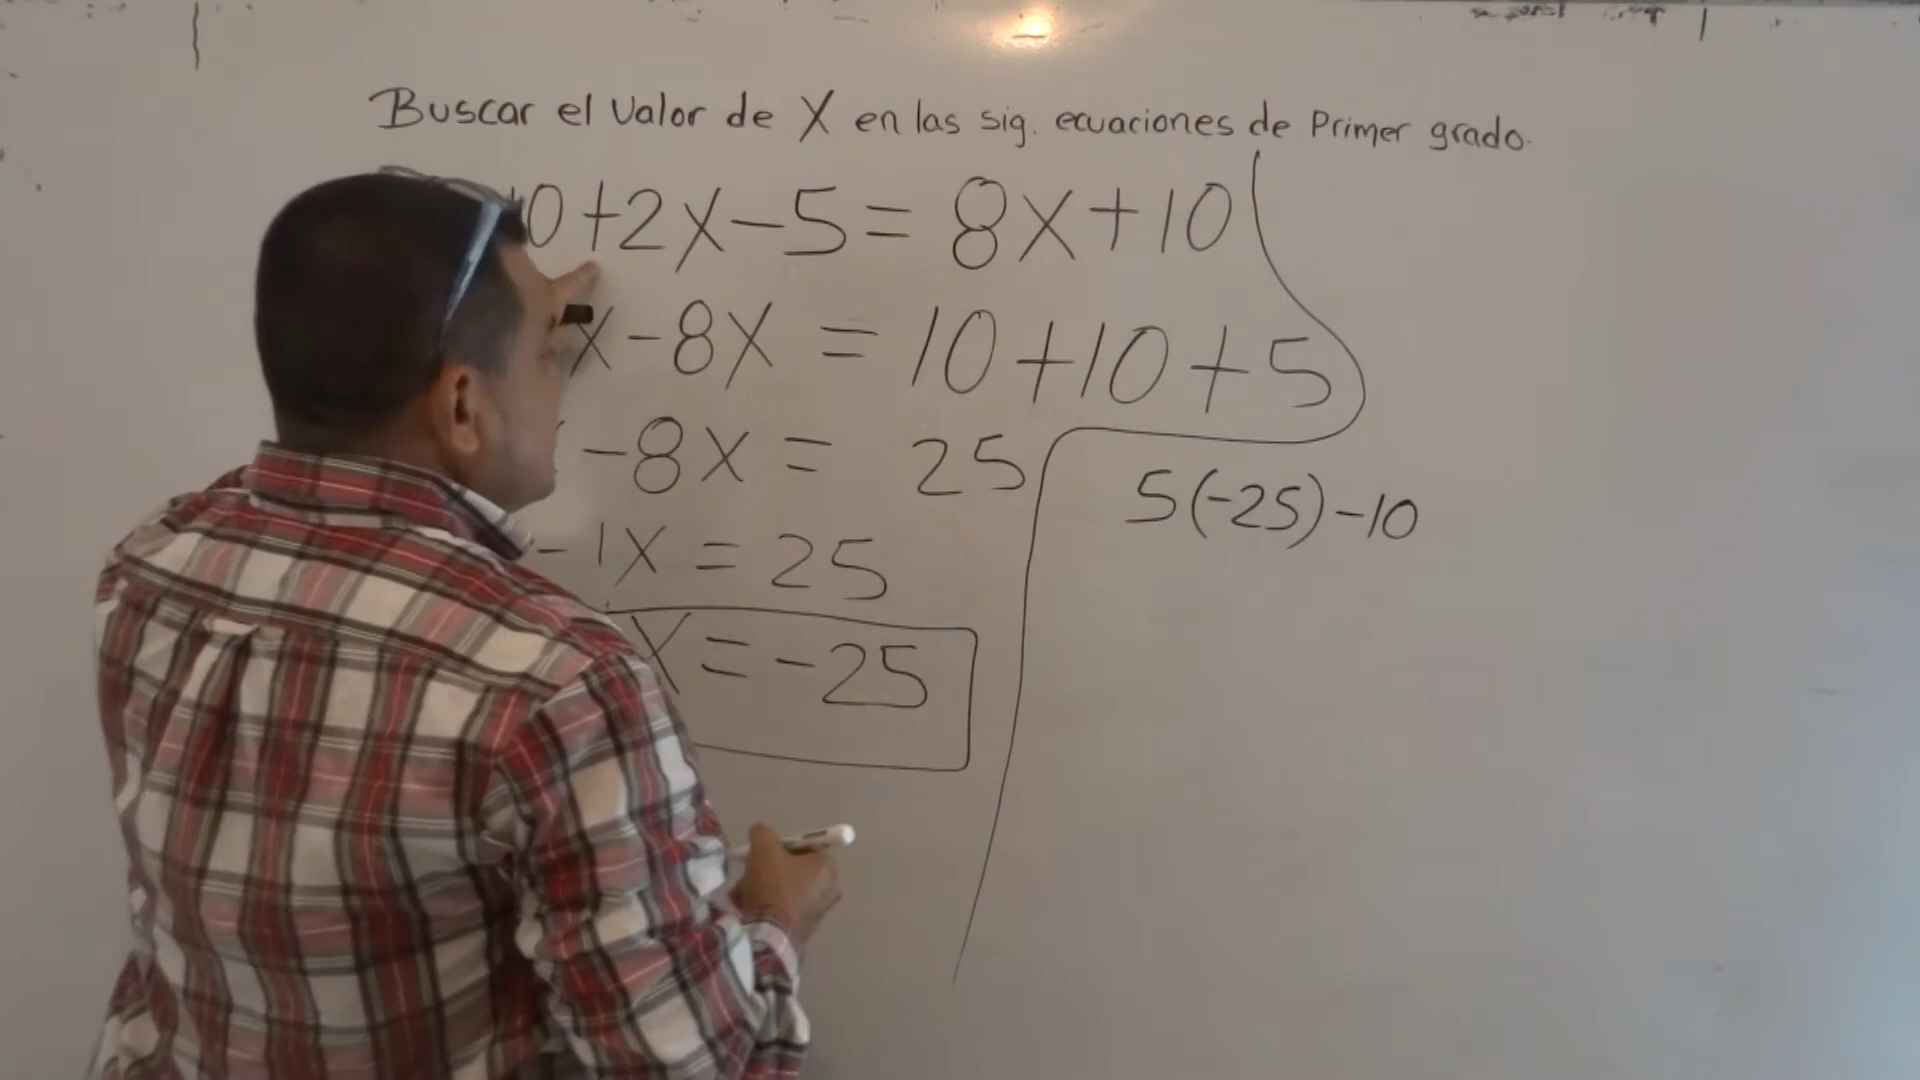 Buscar el Valor de X en las sig. ecuaciones de Primer grado.
0+2X-5= 8X+10
X-8X = 10+10+5
-8X = 25
-1X = 25
X = -25
5(-25)-10